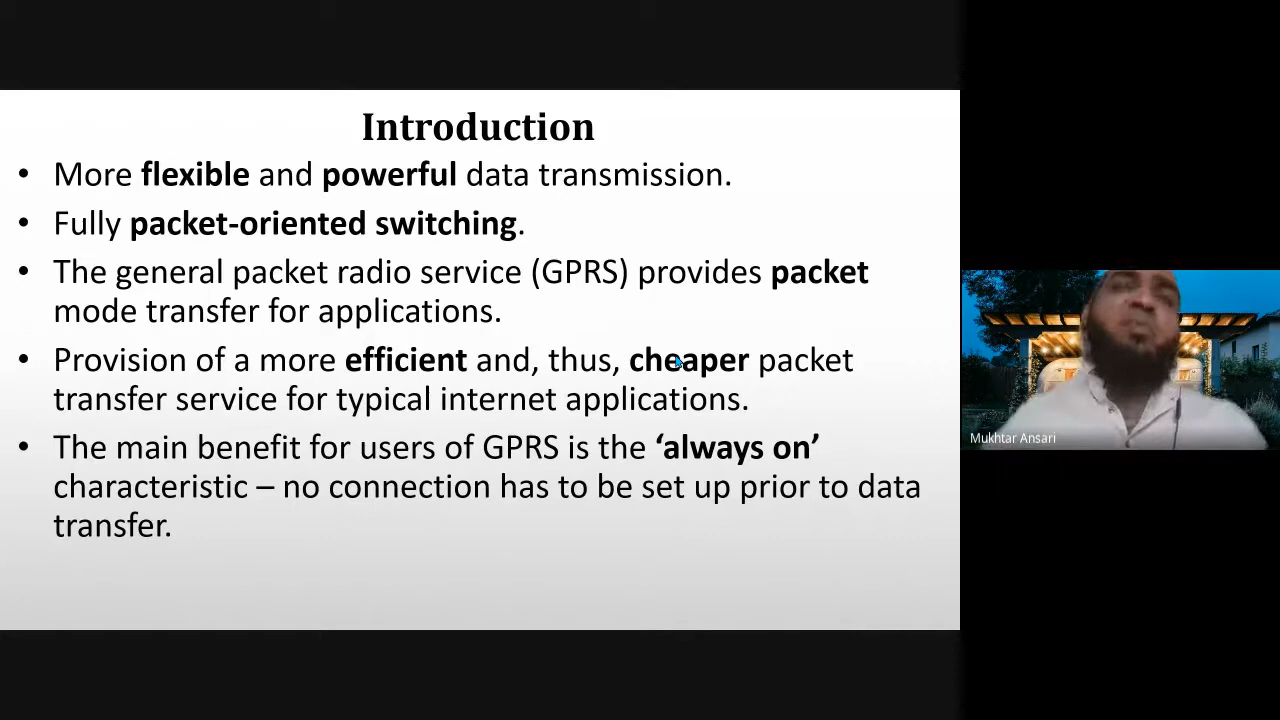 Introduction
• More flexible and powerful data transmission.
• Fully packet-oriented switching.
• The general packet radio service (GPRS) provides packet
mode transfer for applications.
• Provision of a more efficient and, thus, cheaper packet
transfer service for typical internet applications.
• The main benefit for users of GPRS is the ‘always on’
characteristic – no connection has to be set up prior to data
transfer.
Mukhtar Ansari